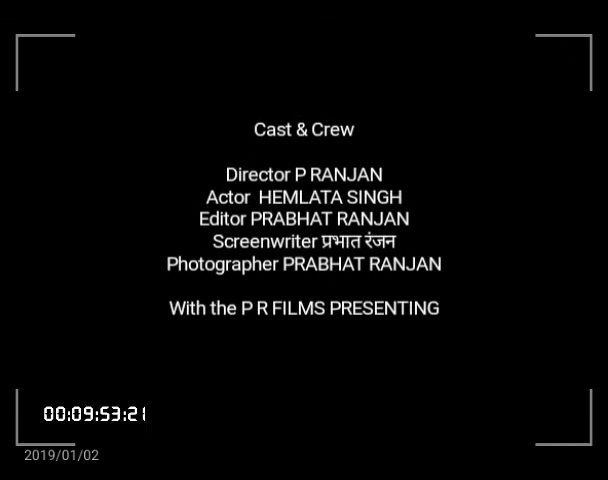 Cast & Crew
Director P RANJAN
Actor HEMLATA SINGH
Editor PRABHAT RANJAN
Screenwriter प्रभात रंजन
Photographer PRABHAT RANJAN
With the P R FILMS PRESENTING
00:09:53:21
2019/01/02